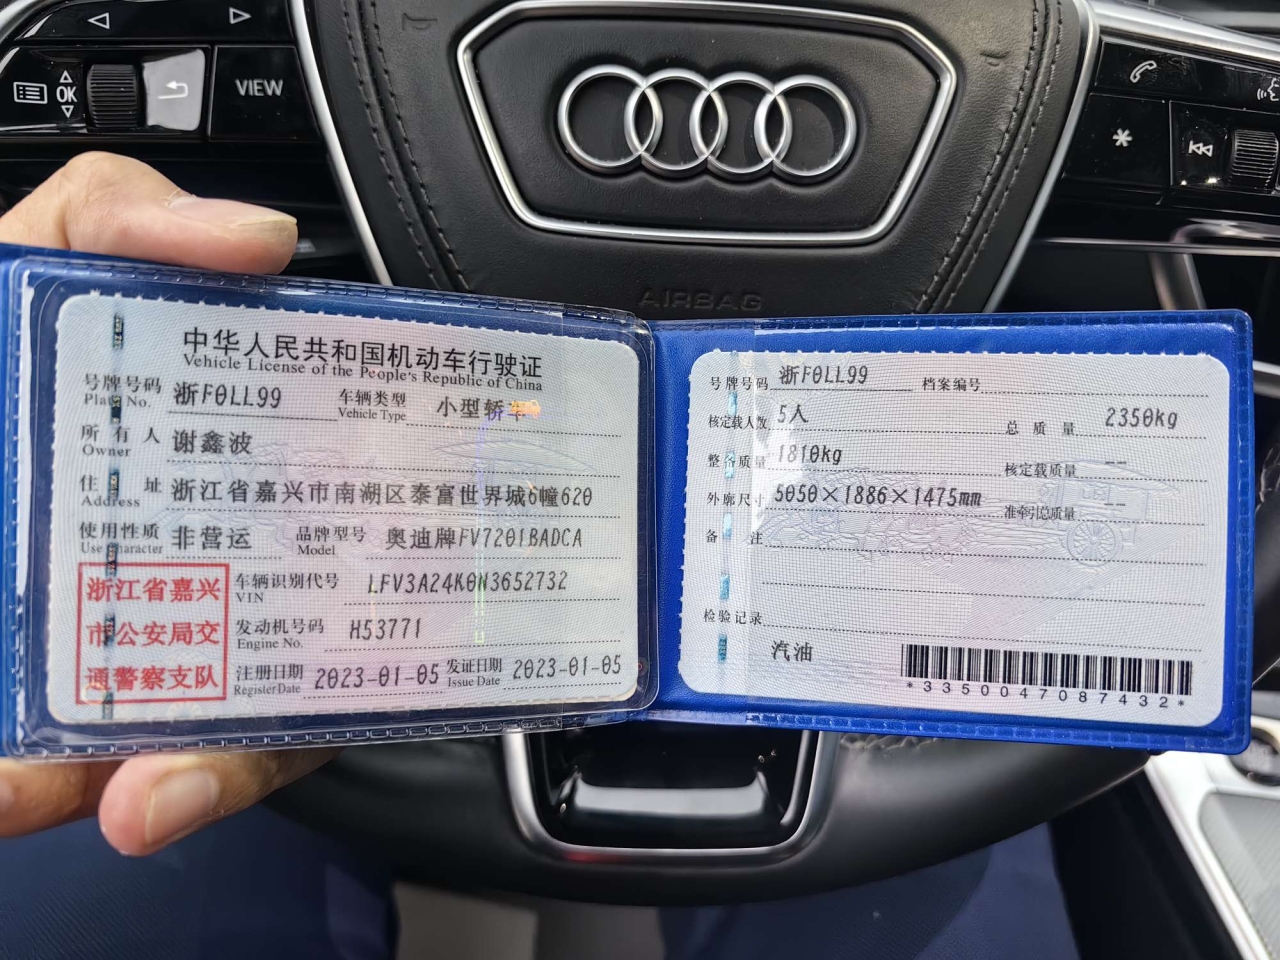 OK
VIEW
AIRBAG
中华人民共和国机动车行驶证
Vehicle License of the People's Republic of China
号牌号码 浙F0LL99 车辆类型 小型轿车
Plate No. Vehicle Type
所有人 谢鑫波
Owner
住址 浙江省嘉兴市南湖区泰富世界城6幢620
Address
使用性质 非营运 品牌型号 奥迪牌FV7201BADCA
Use Character Model
浙江省嘉兴
市公安局交
通警察支队
车辆识别代号 LFV3A24K0N3652732
VIN
发动机号码 H53771
Engine No.
注册日期 2023-01-05 发证日期 2023-01-05
Register Date Issue Date
号牌号码 浙F0LL99 档案编号
核定载人数 5人 总质量 2350kg
整备质量 1810kg 核定载质量 --
外廓尺寸 5050×1886×1475mm 准牵引总质量 --
备注
检验记录
汽油
*3350047087432*